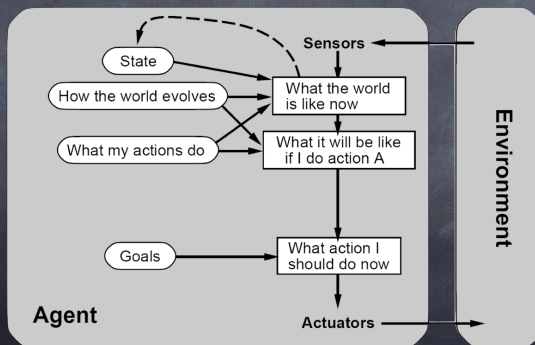 Sensors
State
How the world evolves
What my actions do
What the world
is like now
What it will be like
if I do action A
Goals
What action I
should do now
Agent
Actuators
Environment